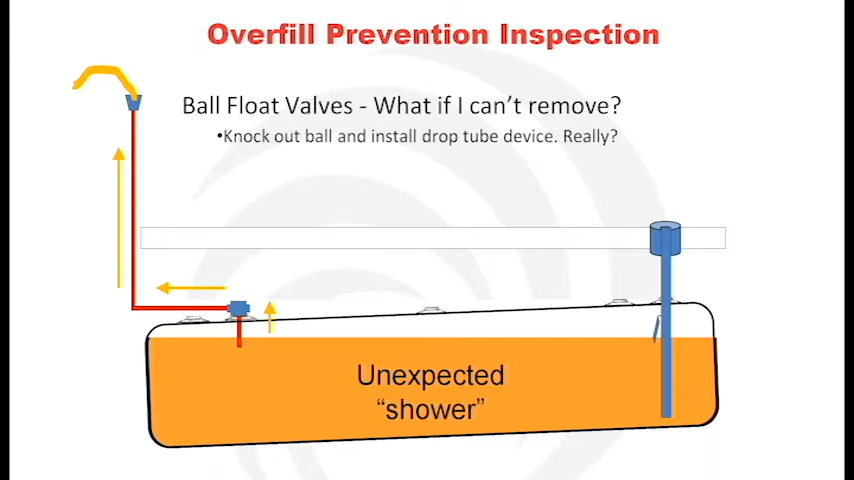 Overfill Prevention Inspection
Ball Float Valves - What if I can't remove?
•Knock out ball and install drop tube device. Really?
Unexpected
“shower”